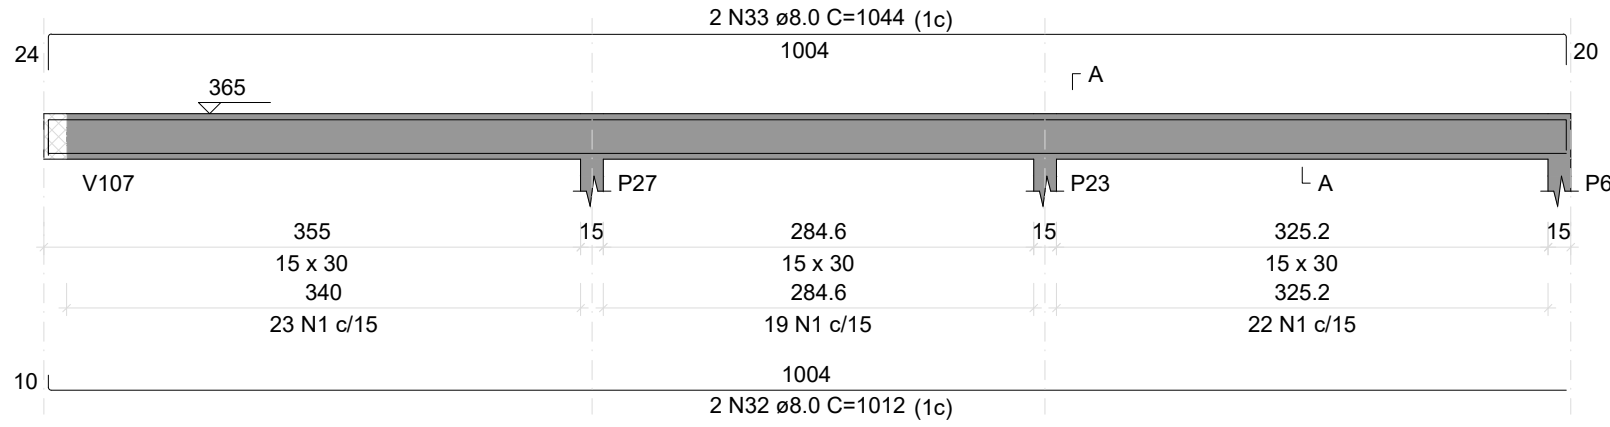 2 N33 ø8.0 C=1044 (1c)
24 1004 20
A
365
V107 P27 P23 A P6
355 15 284.6 15 325.2 15
15 x 30 15 x 30 15 x 30
340 284.6 325.2
23 N1 c/15 19 N1 c/15 22 N1 c/15
10 1004
2 N32 ø8.0 C=1012 (1c)